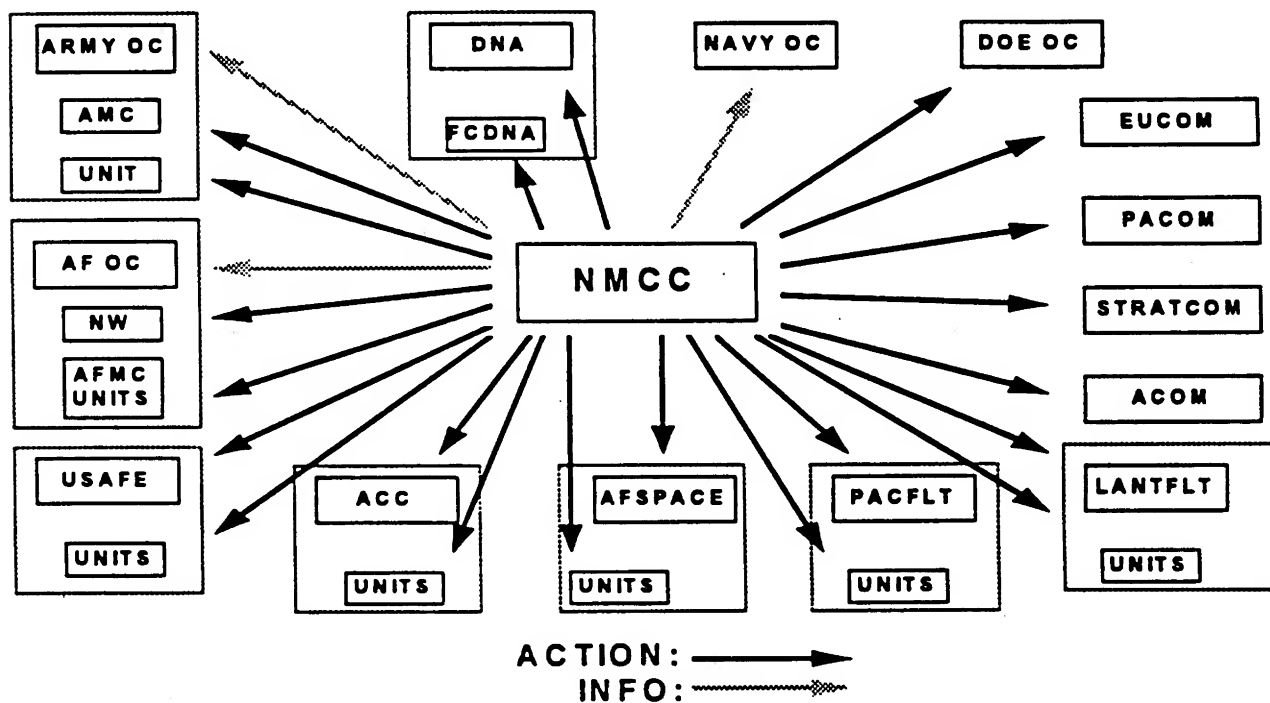 ARMY OC
AMC
UNIT
DNA
FCDNA
NAVY OC
DOE OC
EUCOM
PACOM
STRATCOM
ACOM
NMCC
AF OC
NW
AFMC
UNITS
USAFE
UNITS
ACC
UNITS
AFSPACE
UNITS
PACFLT
UNITS
LANTFLT
UNITS
ACTION:
INFO: